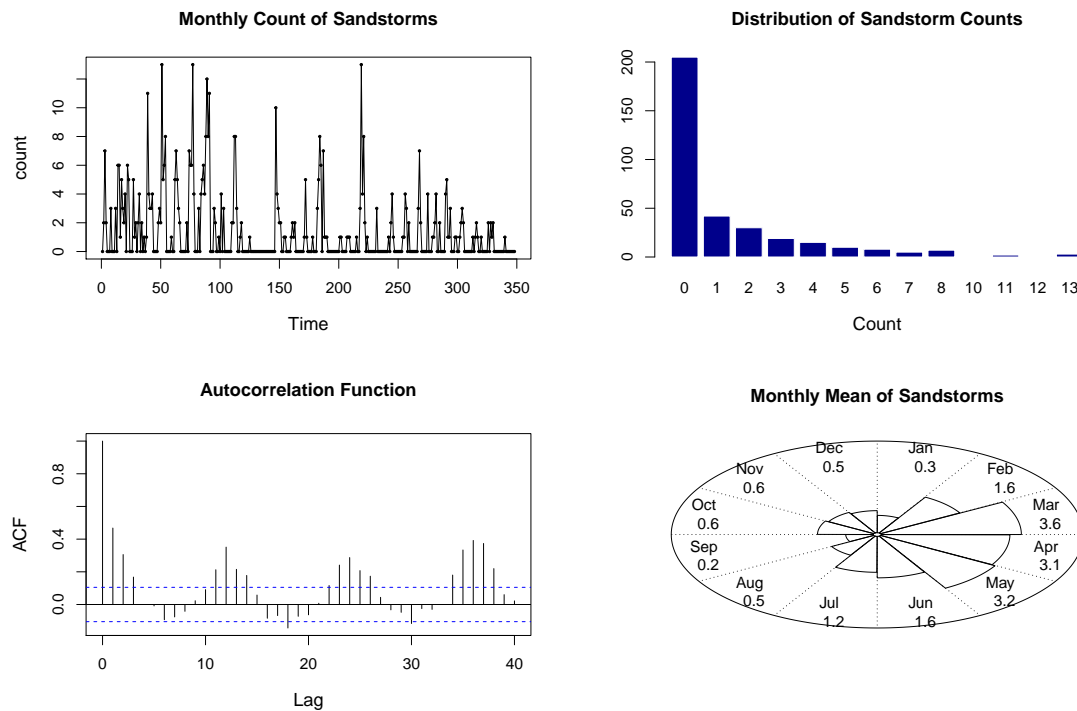 Monthly Count of Sandstorms
count
0 2 4 6 8 10
0 50 100 150 200 250 300 350
Time
Distribution of Sandstorm Counts
0 50 100 150 200
0 1 2 3 4 5 6 7 8 10 11 12 13
Count
Autocorrelation Function
ACF
0.0 0.4 0.8
0 10 20 30 40
Lag
Monthly Mean of Sandstorms
Jan
0.3
Feb
1.6
Mar
3.6
Apr
3.1
May
3.2
Jun
1.6
Jul
1.2
Aug
0.5
Sep
0.2
Oct
0.6
Nov
0.6
Dec
0.5